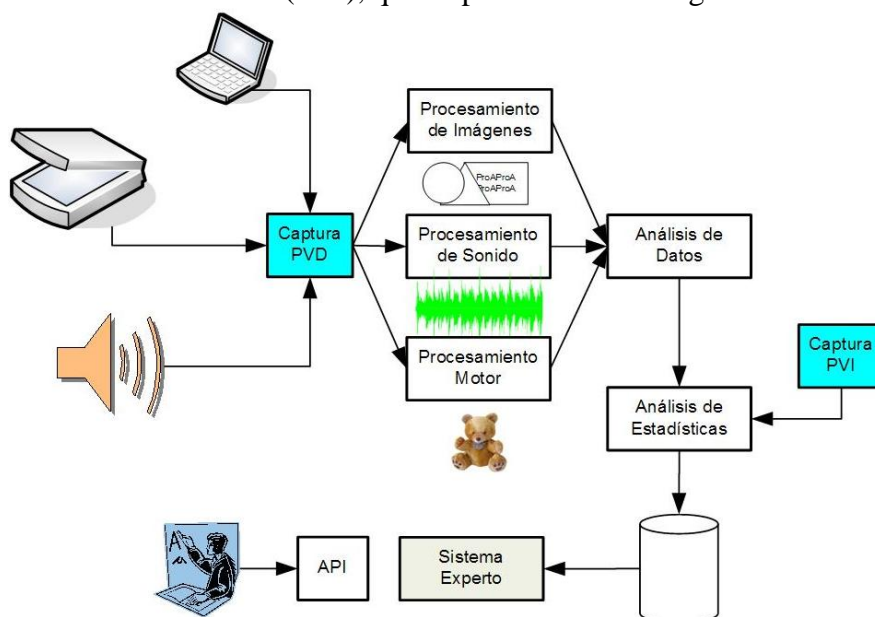 Procesamiento
de Imágenes
ProAProA
ProAProA
Captura
PVD
Procesamiento
de Sonido
Análisis de
Datos
Procesamiento
Motor
Captura
PVI
Análisis de
Estadísticas
A
API
Sistema
Experto